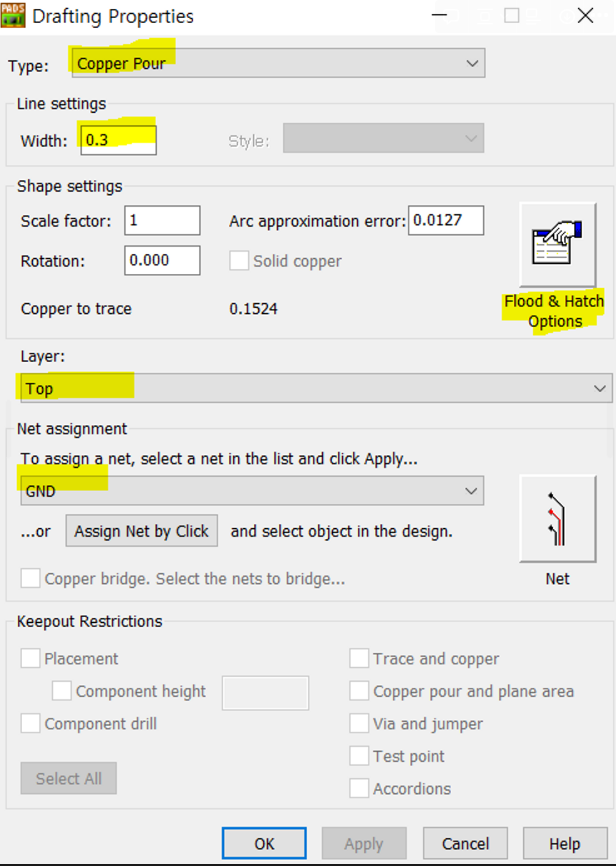 PADS
Drafting Properties
Type: Copper Pour
Line settings
Width: 0.3 Style:
Shape settings
Scale factor: 1 Arc approximation error: 0.0127
Rotation: 0.000 Solid copper
Copper to trace 0.1524
Flood & Hatch
Options
Layer:
Top
Net assignment
To assign a net, select a net in the list and click Apply...
GND
...or Assign Net by Click and select object in the design.
Copper bridge. Select the nets to bridge...
Net
Keepout Restrictions
Placement Trace and copper
Component height Copper pour and plane area
Component drill Via and jumper
Test point
Select All Accordions
OK Apply Cancel Help